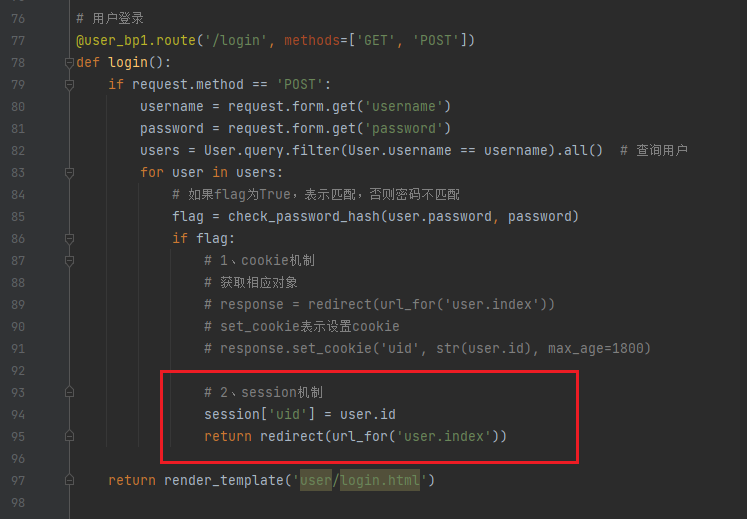 76 # 用户登录
77 @user_bp1.route('/login', methods=['GET', 'POST'])
78 def login():
79 if request.method == 'POST':
80 username = request.form.get('username')
81 password = request.form.get('password')
82 users = User.query.filter(User.username == username).all()  # 查询用户
83 for user in users:
84 # 如果flag为True，表示匹配，否则密码不匹配
85 flag = check_password_hash(user.password, password)
86 if flag:
87 # 1、cookie机制
88 # 获取相应对象
89 # response = redirect(url_for('user.index'))
90 # set_cookie表示设置cookie
91 # response.set_cookie('uid', str(user.id), max_age=1800)
92
93 # 2、session机制
94 session['uid'] = user.id
95 return redirect(url_for('user.index'))
96
97 return render_template('user/login.html')
98